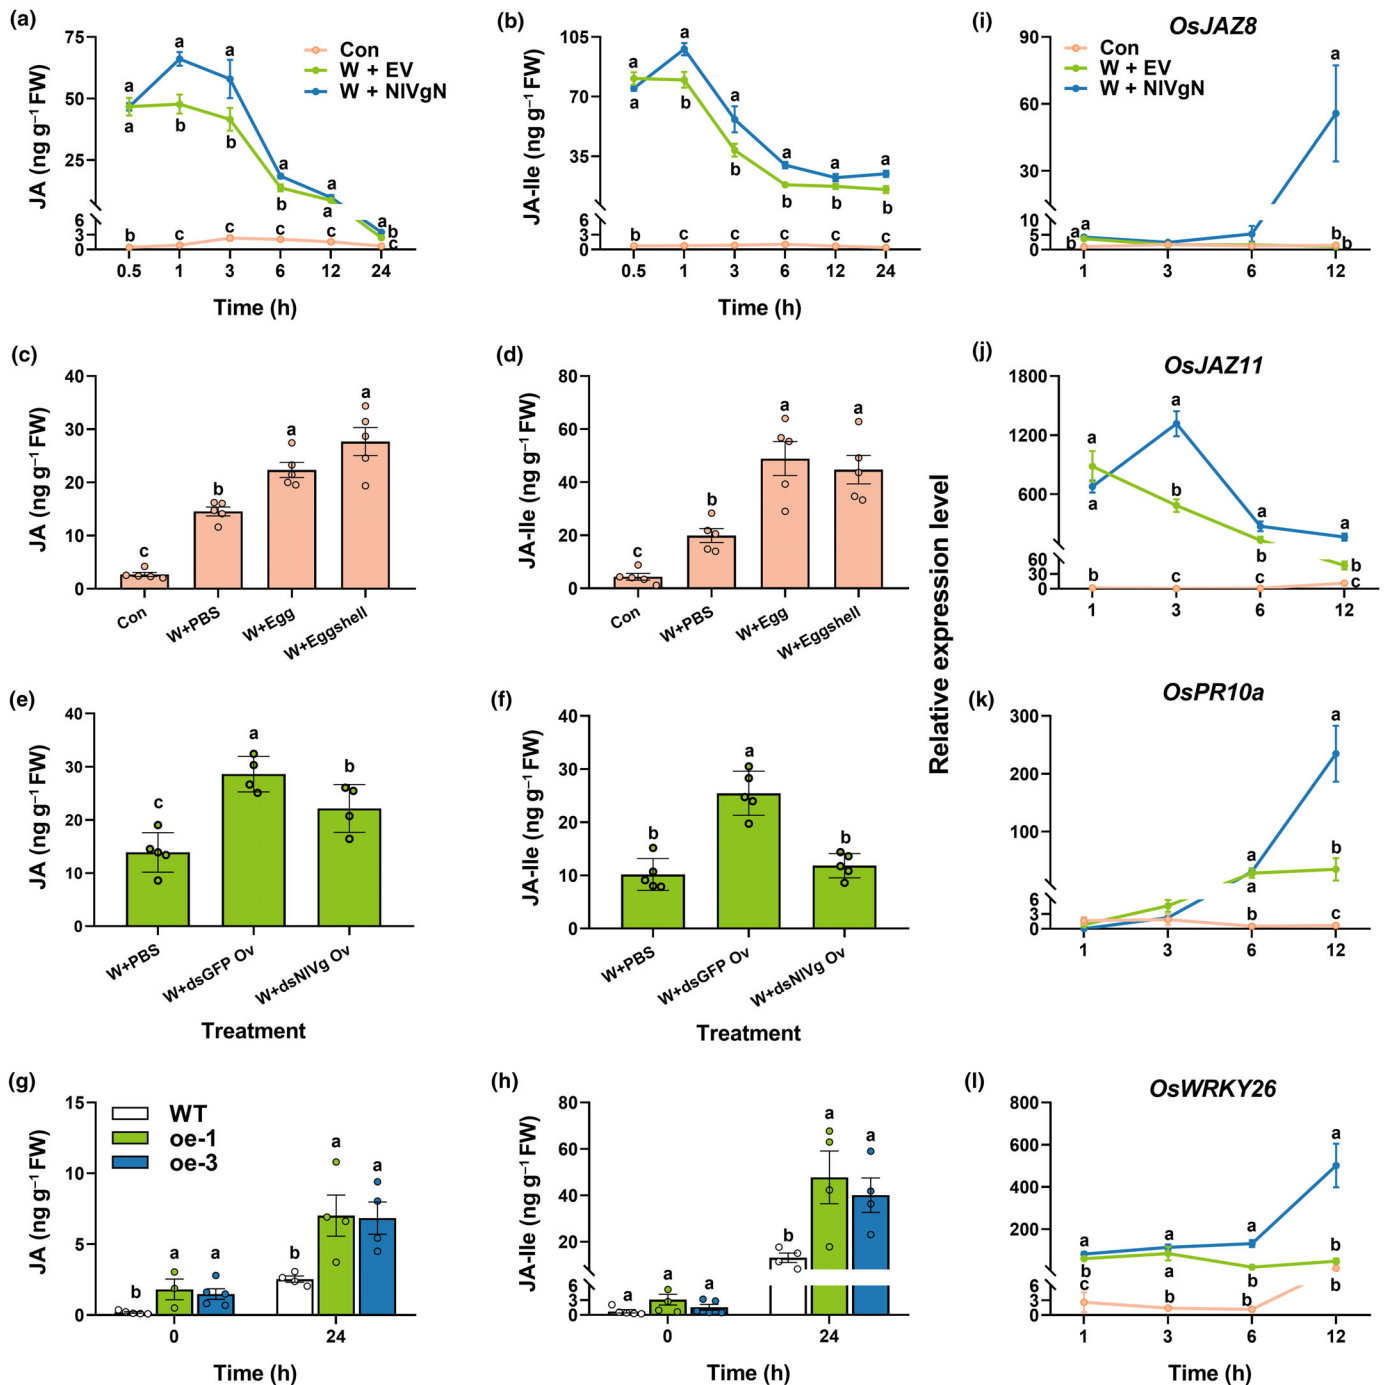 (a)
JA (ng g⁻¹ FW)
75
50
25
6
3
0
Con
W + EV
W + NIVgN
a a a a a a
a b b b a b
b c c c c c
0.5 1 3 6 12 24
Time (h)
(b)
JA-Ile (ng g⁻¹ FW)
105
70
35
6
3
0
a a a a a a
a b b b b b
b c c c c c
0.5 1 3 6 12 24
Time (h)
(i) OsJAZ8
90
60
30
10
5
0
Con
W + EV
W + NIVgN
a
a a
b b b
1 3 6 12
(c)
JA (ng g⁻¹ FW)
40
30
20
10
0
c b a a
Con W+PBS W+Egg W+Eggshell
(d)
JA-Ile (ng g⁻¹ FW)
80
60
40
20
0
c b a a
Con W+PBS W+Egg W+Eggshell
(j) OsJAZ11
1800
1200
600
60
30
0
a a a a
a b b b
b c c c
1 3 6 12
Relative expression level
(e)
JA (ng g⁻¹ FW)
40
30
20
10
0
c a b
W+PBS W+dsGFP Ov W+dsNIVg Ov
Treatment
(f)
JA-Ile (ng g⁻¹ FW)
40
30
20
10
0
b a b
W+PBS W+dsGFP Ov W+dsNIVg Ov
Treatment
(k) OsPR10a
300
200
100
6
3
0
a a
a b
b c
1 3 6 12
(g)
JA (ng g⁻¹ FW)
15
10
5
0
WT
oe-1
oe-3
b a a b a a
0 24
Time (h)
(h)
JA-Ile (ng g⁻¹ FW)
80
60
40
20
6
3
0
a a a b a a
0 24
Time (h)
(l) OsWRKY26
800
600
400
200
6
3
0
a a a a
b a b b
c b b b
1 3 6 12
Time (h)